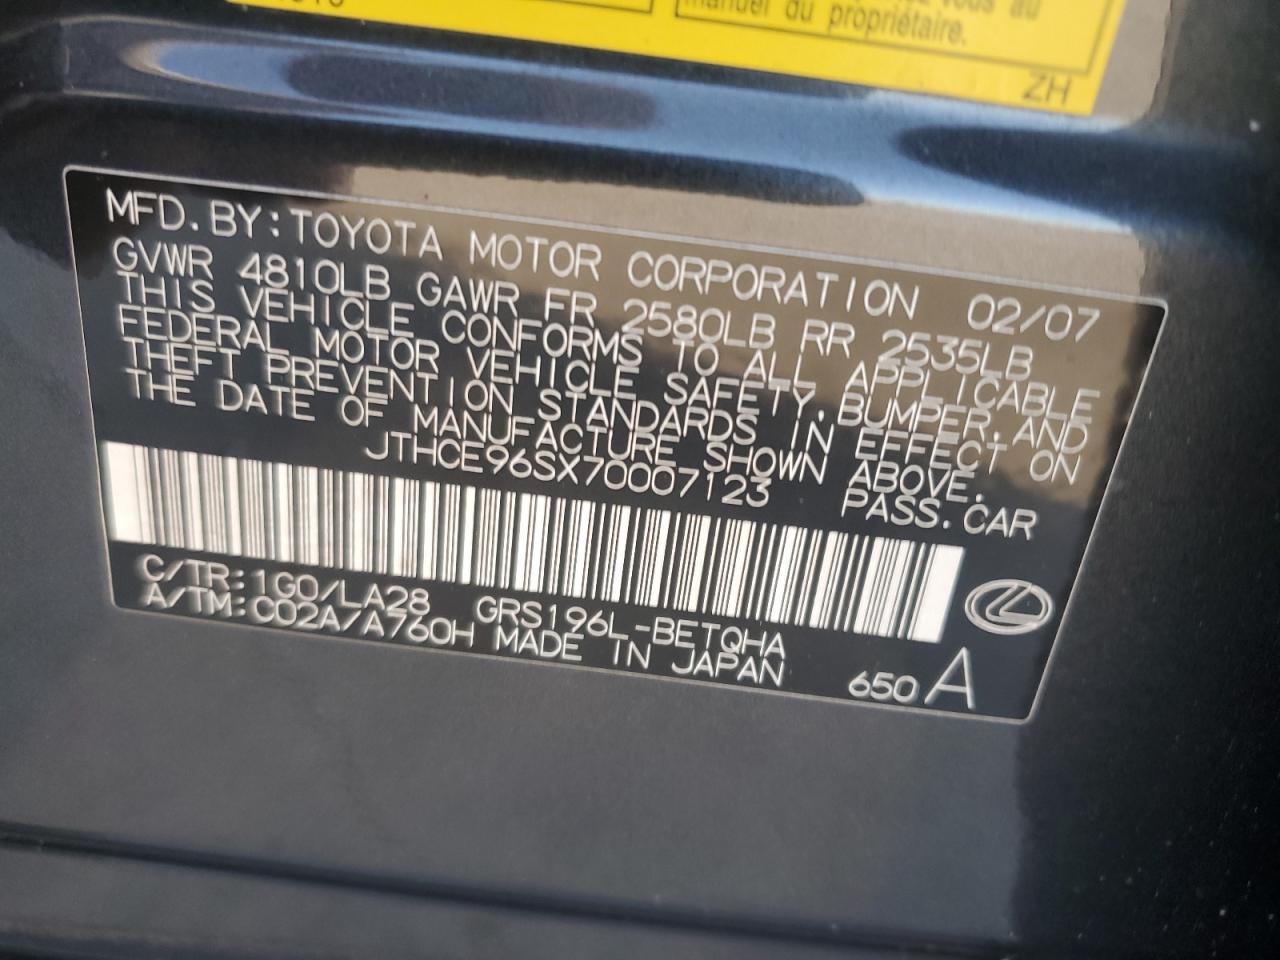 vous au
manuel du propriétaire.
ZH
MFD. BY: TOYOTA MOTOR CORPORATION 02/07
GVWR 4810LB GAWR FR 2580LB RR 2535LB
THIS VEHICLE CONFORMS TO ALL APPLICABLE
FEDERAL MOTOR VEHICLE SAFETY, BUMPER, AND
THEFT PREVENTION STANDARDS IN EFFECT ON
THE DATE OF MANUFACTURE SHOWN ABOVE.
JTHCE96SX70007123 PASS. CAR
C/TR: 1G0/LA28 GRS196L-BETQHA
A/TM: C02A/A760H MADE IN JAPAN
650 A